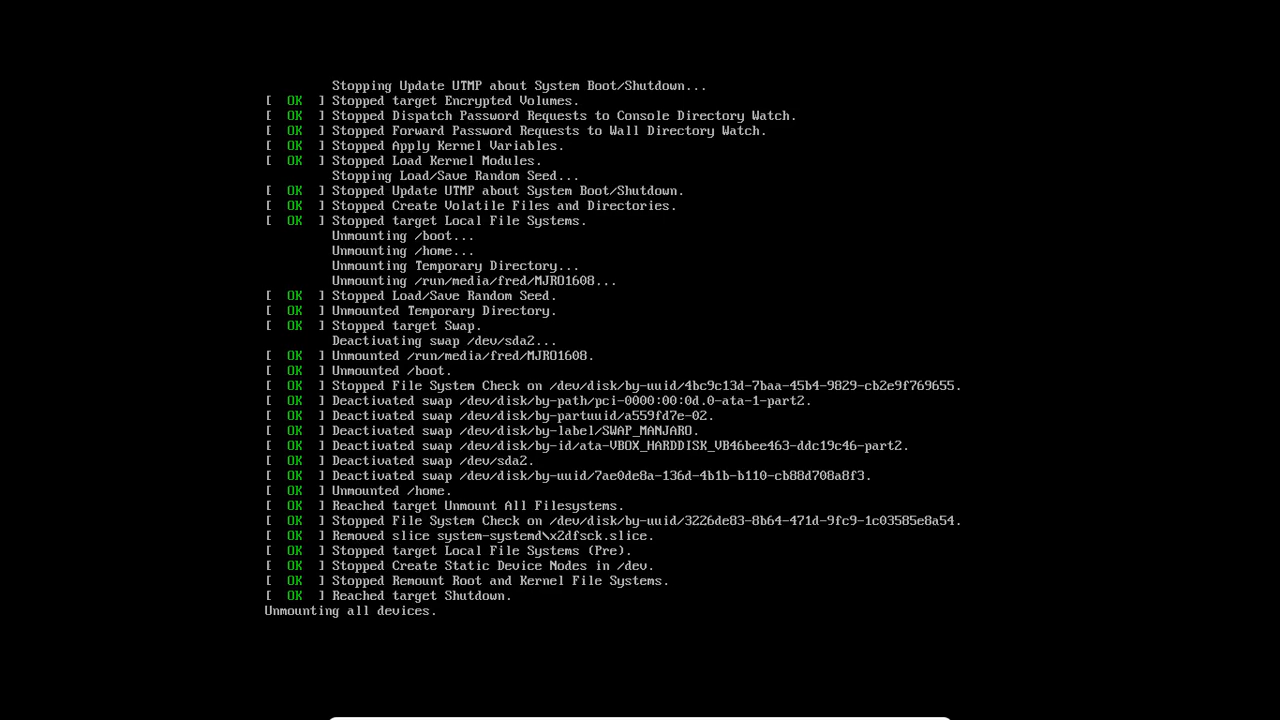 Stopping Update UTMP about System Boot/Shutdown...
[  OK  ] Stopped target Encrypted Volumes.
[  OK  ] Stopped Dispatch Password Requests to Console Directory Watch.
[  OK  ] Stopped Forward Password Requests to Wall Directory Watch.
[  OK  ] Stopped Apply Kernel Variables.
[  OK  ] Stopped Load Kernel Modules.
Stopping Load/Save Random Seed...
[  OK  ] Stopped Update UTMP about System Boot/Shutdown.
[  OK  ] Stopped Create Volatile Files and Directories.
[  OK  ] Stopped target Local File Systems.
Unmounting /boot...
Unmounting /home...
Unmounting Temporary Directory...
Unmounting /run/media/fred/MJRO1608...
[  OK  ] Stopped Load/Save Random Seed.
[  OK  ] Unmounted Temporary Directory.
[  OK  ] Stopped target Swap.
Deactivating swap /dev/sda2...
[  OK  ] Unmounted /run/media/fred/MJRO1608.
[  OK  ] Unmounted /boot.
[  OK  ] Stopped File System Check on /dev/disk/by-uuid/4bc9c13d-7baa-45b4-9829-cb2e9f769655.
[  OK  ] Deactivated swap /dev/disk/by-path/pci-0000:00:0d.0-ata-1-part2.
[  OK  ] Deactivated swap /dev/disk/by-partuuid/a559fd7e-02.
[  OK  ] Deactivated swap /dev/disk/by-label/SWAP_MANJARO.
[  OK  ] Deactivated swap /dev/disk/by-id/ata-VBOX_HARDDISK_VB46bee463-ddc19c46-part2.
[  OK  ] Deactivated swap /dev/sda2.
[  OK  ] Deactivated swap /dev/disk/by-uuid/7ae0de8a-136d-4b1b-b110-cb88d708a8f3.
[  OK  ] Unmounted /home.
[  OK  ] Reached target Unmount All Filesystems.
[  OK  ] Stopped File System Check on /dev/disk/by-uuid/3226de83-8b64-471d-9fc9-1c03585e8a54.
[  OK  ] Removed slice system-systemd\x2dfsck.slice.
[  OK  ] Stopped target Local File Systems (Pre).
[  OK  ] Stopped Create Static Device Nodes in /dev.
[  OK  ] Stopped Remount Root and Kernel File Systems.
[  OK  ] Reached target Shutdown.
Unmounting all devices.